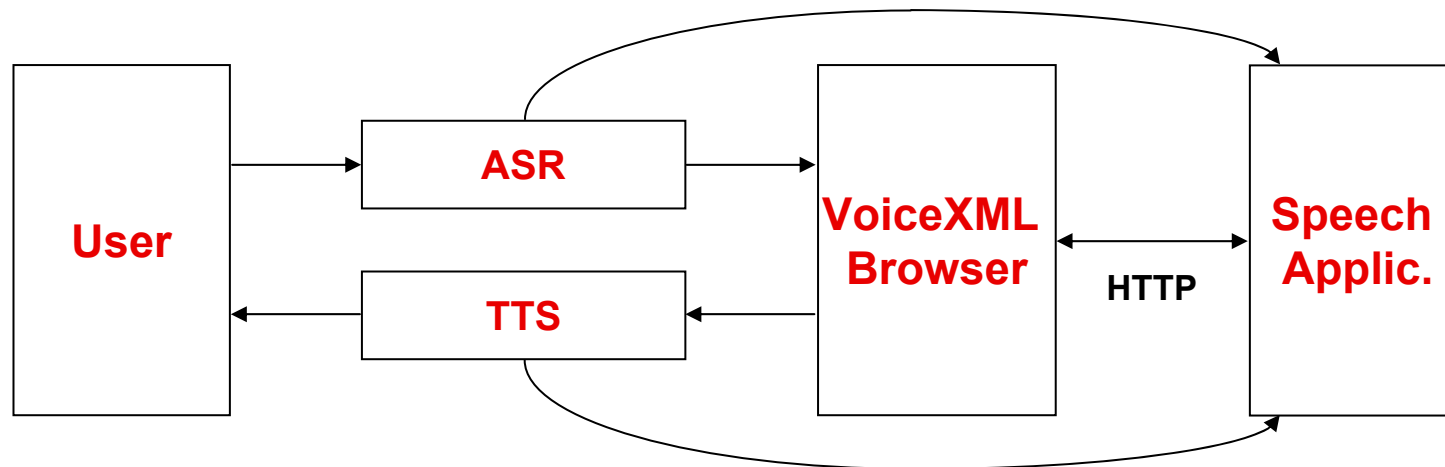 User
ASR
TTS
VoiceXML
Browser
HTTP
Speech
Applic.